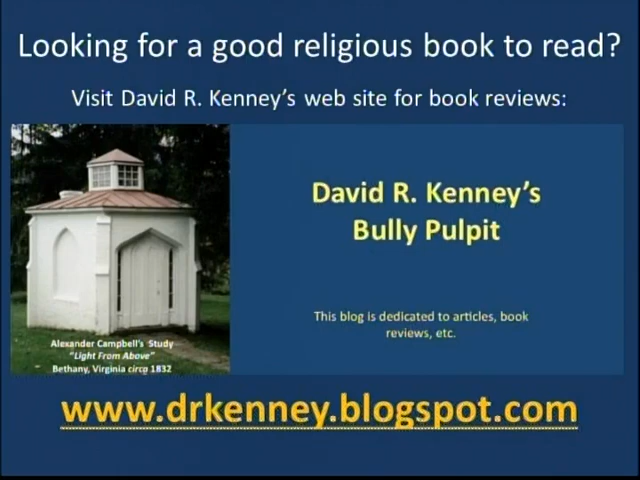 Looking for a good religious book to read?
Visit David R. Kenney's web site for book reviews:
David R. Kenney's
Bully Pulpit
This blog is dedicated to articles, book
reviews, etc.
Alexander Campbell's Study
"Light From Above"
Bethany, Virginia circa 1832
www.drkenney.blogspot.com